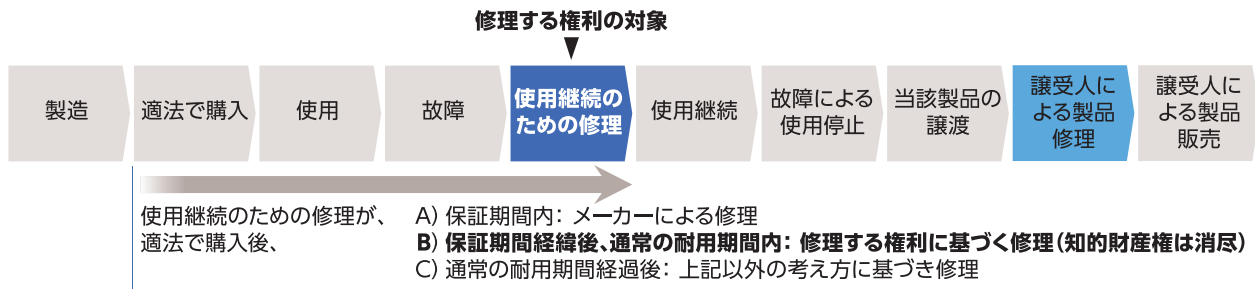 修理する権利の対象
製造
適法で購入
使用
故障
使用継続の
ための修理
使用継続
故障による
使用停止
当該製品の
譲渡
譲受人に
よる製品
修理
譲受人に
よる製品
販売
使用継続のための修理が、
適法で購入後、
A）保証期間内： メーカーによる修理
B）保証期間経緯後、通常の耐用期間内： 修理する権利に基づく修理（知的財産権は消尽）
C）通常の耐用期間経過後： 上記以外の考え方に基づき修理